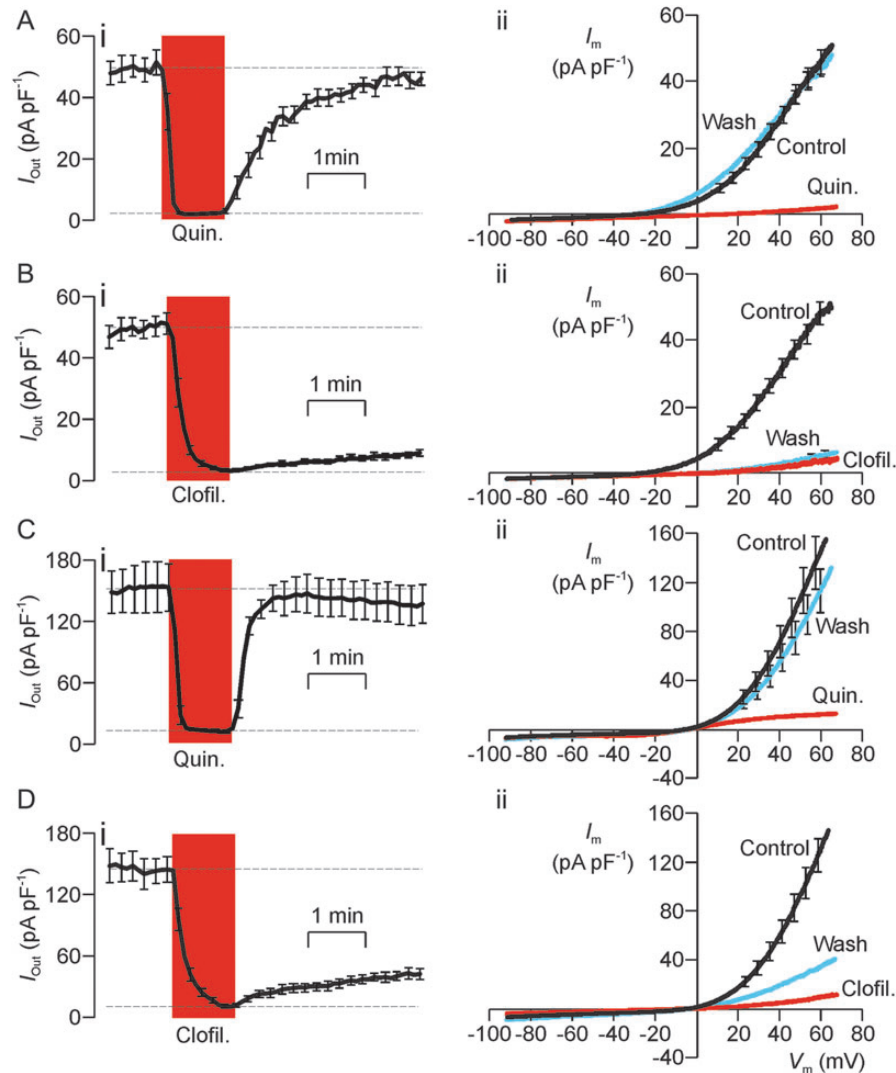 A
i
60
40
20
0
I_Out (pA pF⁻¹)
1min
Quin.
ii
I_m
(pA pF⁻¹)
60
40
20
Wash
Control
Quin.
-100 -80 -60 -40 -20 20 40 60 80
B
i
60
40
20
0
I_Out (pA pF⁻¹)
1 min
Clofil.
ii
I_m
(pA pF⁻¹)
60
40
20
Control
Wash
Clofil.
-100 -80 -60 -40 -20 0 20 40 60 80
C
i
180
120
60
0
I_Out (pA pF⁻¹)
1 min
Quin.
ii
I_m
(pA pF⁻¹)
160
120
80
40
-40
Control
Wash
Quin.
-100 -80 -60 -40 -20 0 20 40 60 80
D
i
180
120
60
0
I_Out (pA pF⁻¹)
1 min
Clofil.
ii
I_m
(pA pF⁻¹)
160
120
80
40
-40
Control
Wash
Clofil.
-100 -80 -60 -40 -20 0 20 40 60 80
V_m (mV)